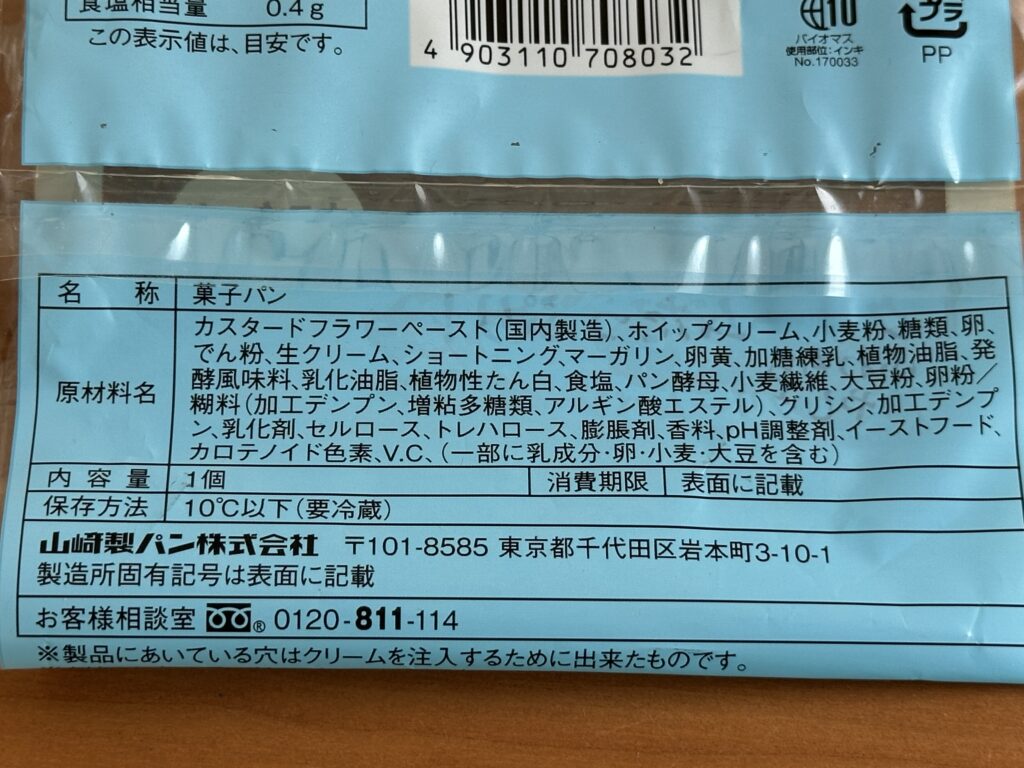 食塩相当量 0.4g
この表示値は、目安です。
4 903110 708032
10
バイオマス
使用部位:インキ
No.170033
プラ
PP
名 称 菓子パン
原材料名
カスタードフラワーペースト(国内製造)、ホイップクリーム、小麦粉、糖類、卵、
でん粉、生クリーム、ショートニング、マーガリン、卵黄、加糖練乳、植物油脂、発
酵風味料、乳化油脂、植物性たん白、食塩、パン酵母、小麦繊維、大豆粉、卵粉/
糊料(加工デンプン、増粘多糖類、アルギン酸エステル)、グリシン、加工デンプ
ン、乳化剤、セルロース、トレハロース、膨脹剤、香料、pH調整剤、イーストフード、
カロテノイド色素、V.C、(一部に乳成分・卵・小麦・大豆を含む)
内容量 1個 消費期限 表面に記載
保存方法 10℃以下(要冷蔵)
山崎製パン株式会社 〒101-8585 東京都千代田区岩本町3-10-1
製造所固有記号は表面に記載
お客様相談室 ® 0120-811-114
※製品にあいている穴はクリームを注入するために出来たものです。